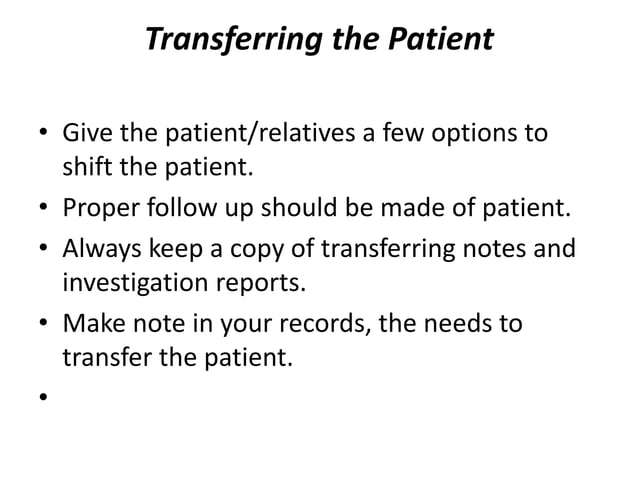 Transferring the Patient
• Give the patient/relatives a few options to
shift the patient.
• Proper follow up should be made of patient.
• Always keep a copy of transferring notes and
investigation reports.
• Make note in your records, the needs to
transfer the patient.
•